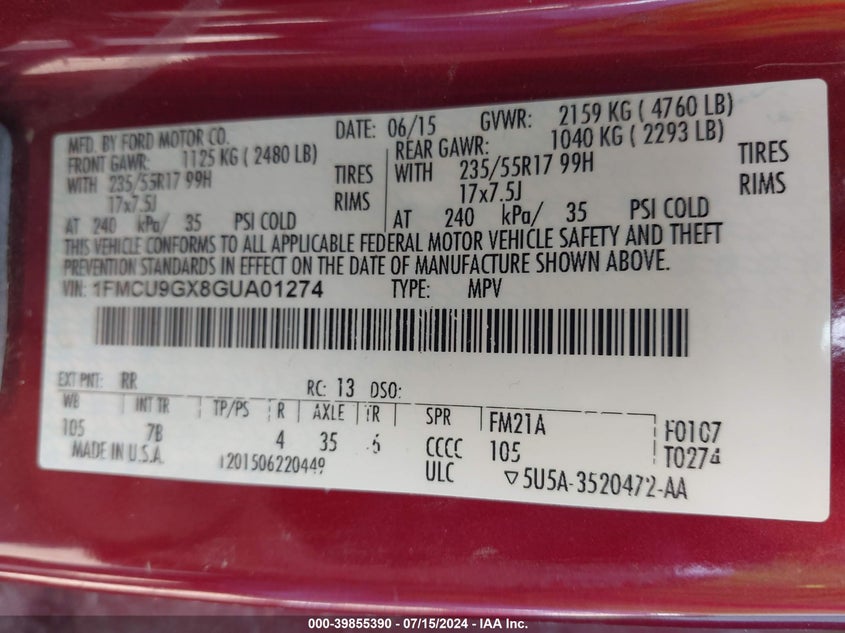 MFD. BY FORD MOTOR CO. DATE: 06/15 GVWR: 2159 KG ( 4760 LB)
FRONT GAWR: 1125 KG ( 2480 LB) REAR GAWR: 1040 KG ( 2293 LB)
WITH 235/55R17 99H TIRES WITH 235/55R17 99H TIRES
17x7.5J RIMS 17x7.5J RIMS
AT 240 kPa/ 35 PSI COLD AT 240 kPa/ 35 PSI COLD
THIS VEHICLE CONFORMS TO ALL APPLICABLE FEDERAL MOTOR VEHICLE SAFETY AND THEFT
PREVENTION STANDARDS IN EFFECT ON THE DATE OF MANUFACTURE SHOWN ABOVE.
VIN: 1FMCU9GX8GUA01274 TYPE: MPV
EXT PNT: RR RC: 13 DSO:
WB INT TR TP/PS R AXLE TR SPR FM21A F0107
105 7B 4 35 6 CCCC 105 T0274
MADE IN U.S.A. 1201506220449 ULC ▽5U5A-3520472-AA
000-39855390 - 07/15/2024 - IAA Inc.